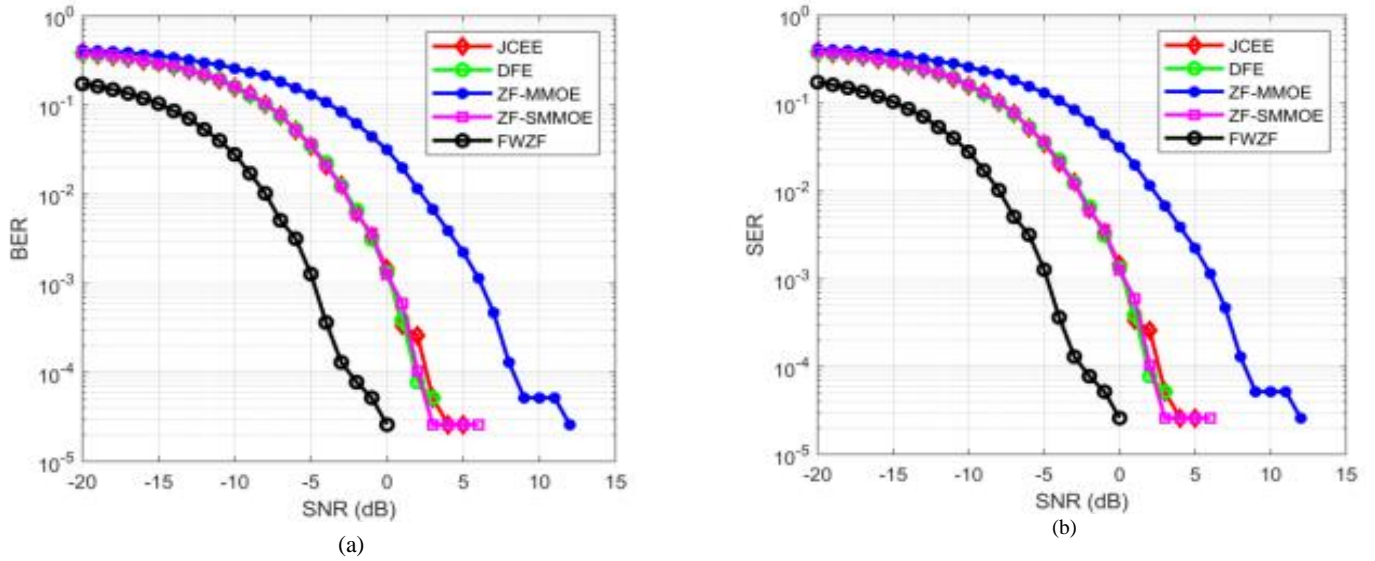 10^0
10^-1
10^-2
10^-3
10^-4
10^-5
BER
-20 -15 -10 -5 0 5 10 15
SNR (dB)
JCEE
DFE
ZF-MMOE
ZF-SMMOE
FWZF
(a)
10^0
10^-1
10^-2
10^-3
10^-4
10^-5
SER
-20 -15 -10 -5 0 5 10 15
SNR (dB)
JCEE
DFE
ZF-MMOE
ZF-SMMOE
FWZF
(b)